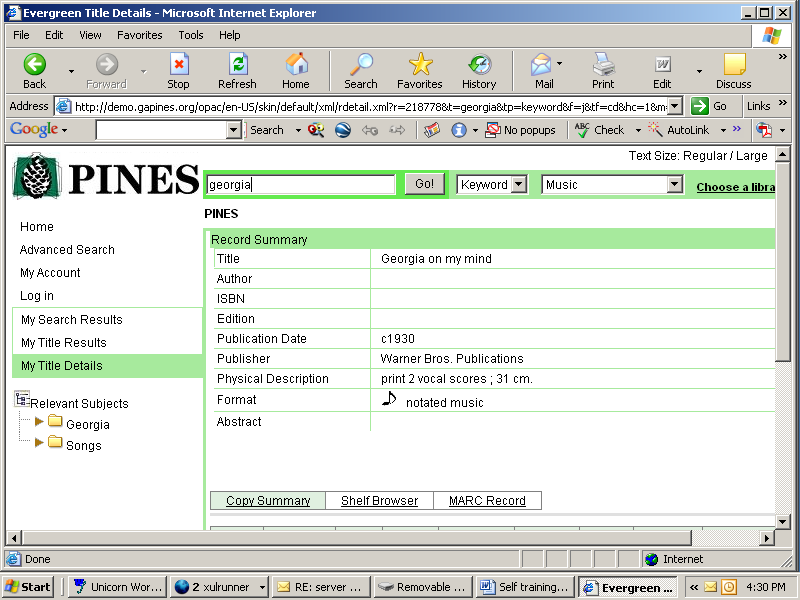 Evergreen Title Details - Microsoft Internet Explorer
File Edit View Favorites Tools Help
Back Forward Stop Refresh Home Search Favorites History Mail Print Edit Discuss »
Address http://demo.gapines.org/opac/en-US/skin/default/xml/rdetail.xml?r=218778&t=georgia&tp=keyword&f=j&tf=cd&hc=1&m= Go Links »
Google Search No popups ABC Check AutoLink »
Text Size: Regular / Large
PINES georgia Go! Keyword Music Choose a libra
PINES
Home
Advanced Search
My Account
Log in
My Search Results
My Title Results
My Title Details
Relevant Subjects
Georgia
Songs
Record Summary
Title Georgia on my mind
Author
ISBN
Edition
Publication Date c1930
Publisher Warner Bros. Publications
Physical Description print 2 vocal scores ; 31 cm.
Format notated music
Abstract
Copy Summary Shelf Browser MARC Record
Done Internet
Start Unicorn Wor... 2 xulrunner RE: server ... Removable ... Self training... Evergreen ... « 4:30 PM